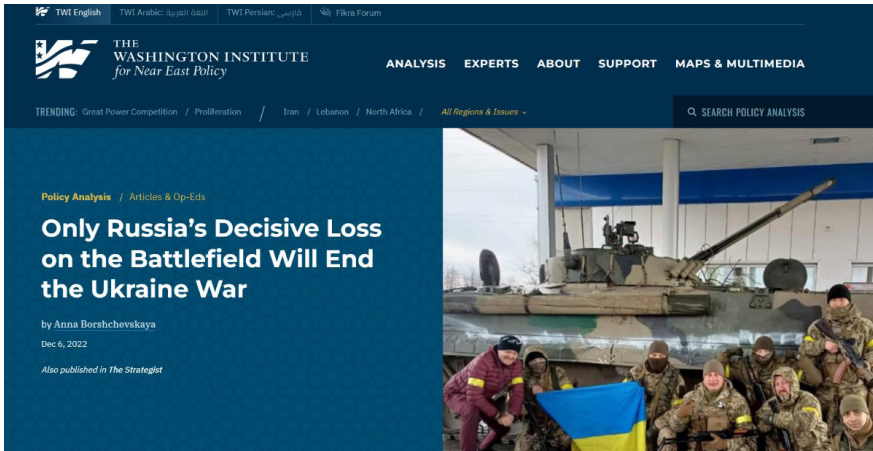 TWI English
TWI Arabic: اللغة العربية
TWI Persian: فارسی
Fikra Forum
THE
WASHINGTON INSTITUTE
for Near East Policy
ANALYSIS EXPERTS ABOUT SUPPORT MAPS & MULTIMEDIA
TRENDING: Great Power Competition / Proliferation / Iran / Lebanon / North Africa / All Regions & Issues
SEARCH POLICY ANALYSIS
Policy Analysis / Articles & Op-Eds
Only Russia's Decisive Loss
on the Battlefield Will End
the Ukraine War
by Anna Borshchevskaya
Dec 6, 2022
Also published in The Strategist